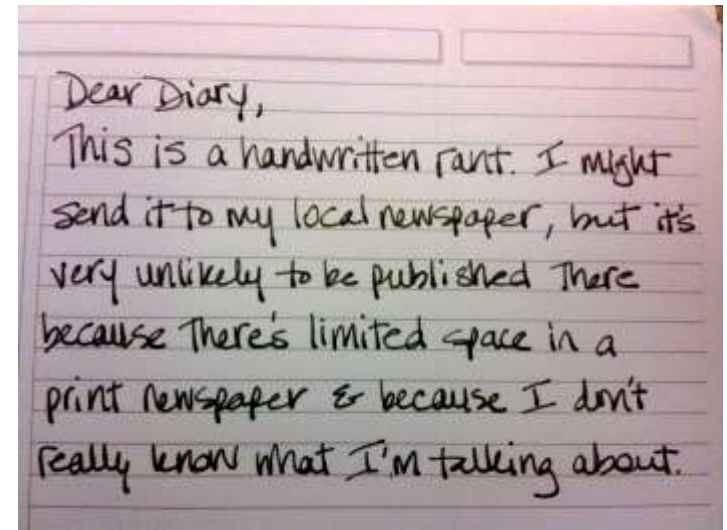 Dear Diary,
This is a handwritten rant. I might
send it to my local newspaper, but it's
very unlikely to be published there
because there's limited space in a
print newspaper & because I don't
really know what I'm talking about.